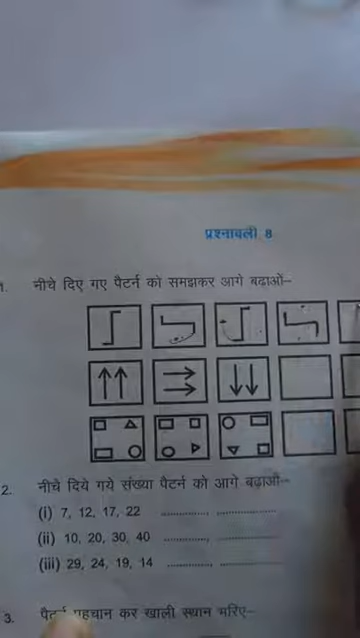 प्रश्नावली 8
1. नीचे दिए गए पैटर्न को समझकर आगे बढाओं–
2. नीचे दिये गये संख्या पैटर्न को आगे बढ़ाओं–
(i) 7, 12, 17, 22 ............... ...............
(ii) 10, 20, 30, 40 ..............., ...............
(iii) 29, 24, 19, 14 ..............., ...............
3. पहचान कर खाली स्थान भरिए–